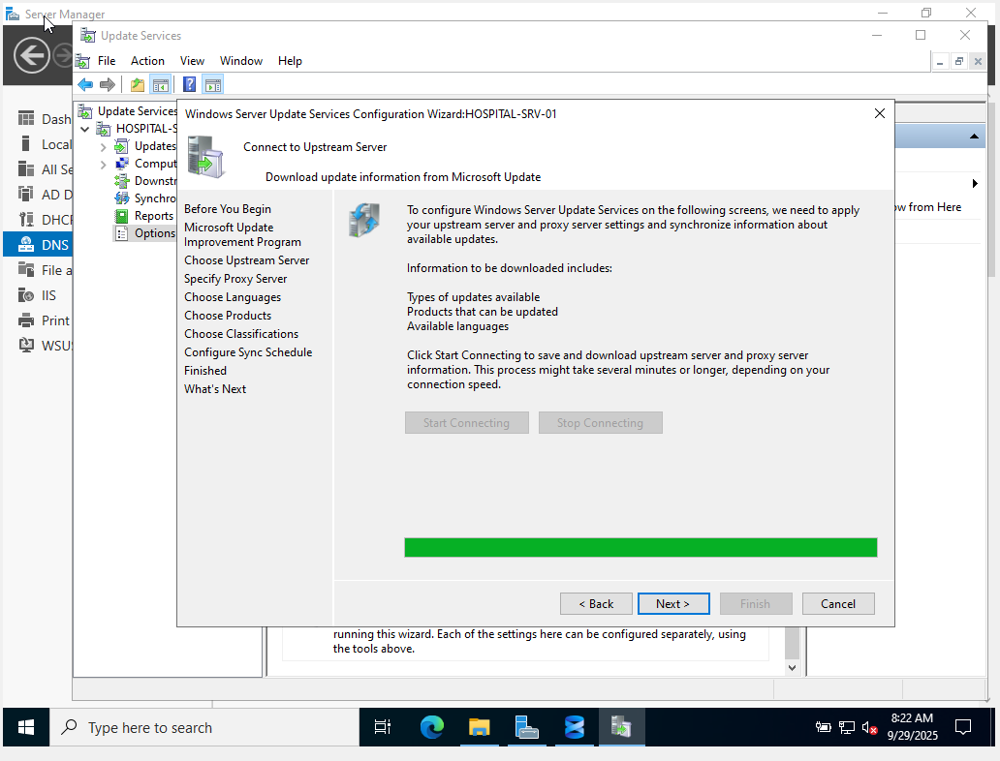 Server Manager
Update Services
File Action View Window Help
Dash
Local
All Se
AD D
DHCP
DNS
File a
IIS
Print
WSUS
Update Services
HOSPITAL-S
Updates
Comput
Downstr
Synchro
Reports
Options
Windows Server Update Services Configuration Wizard:HOSPITAL-SRV-01
Connect to Upstream Server
Download update information from Microsoft Update
Before You Begin
Microsoft Update
Improvement Program
Choose Upstream Server
Specify Proxy Server
Choose Languages
Choose Products
Choose Classifications
Configure Sync Schedule
Finished
What's Next
To configure Windows Server Update Services on the following screens, we need to apply
your upstream server and proxy server settings and synchronize information about
available updates.
Information to be downloaded includes:
Types of updates available
Products that can be updated
Available languages
Click Start Connecting to save and download upstream server and proxy server
information. This process might take several minutes or longer, depending on your
connection speed.
Start Connecting Stop Connecting
< Back Next > Finish Cancel
ow from Here
running this wizard. Each of the settings here can be configured separately, using
the tools above.
Type here to search
8:22 AM
9/29/2025